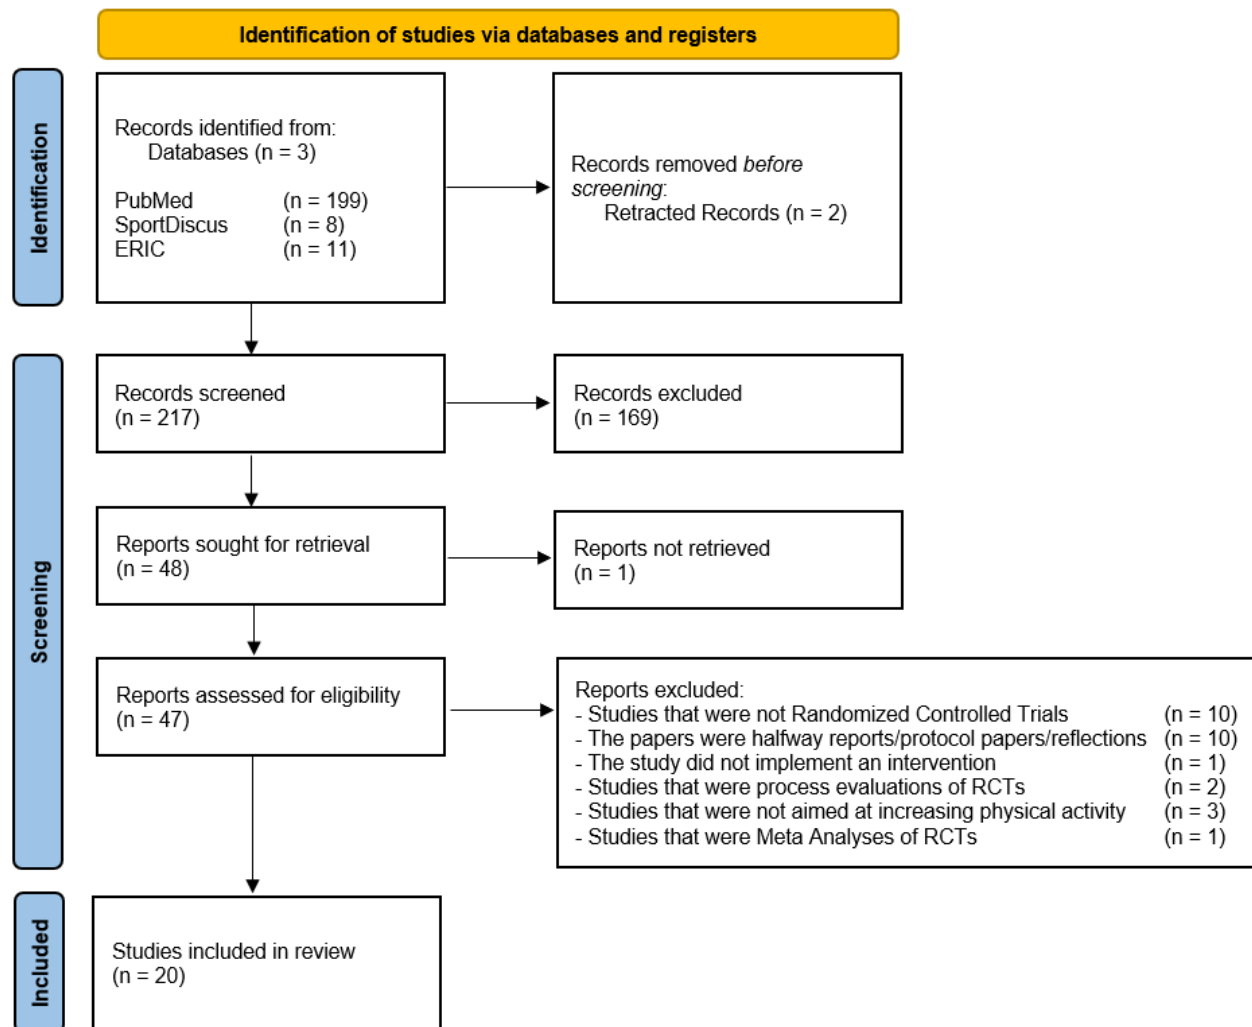 Identification of studies via databases and registers
Identification
Records identified from:
Databases (n = 3)
PubMed (n = 199)
SportDiscus (n = 8)
ERIC (n = 11)
Records removed before
screening:
Retracted Records (n = 2)
Screening
Records screened
(n = 217)
Records excluded
(n = 169)
Reports sought for retrieval
(n = 48)
Reports not retrieved
(n = 1)
Reports assessed for eligibility
(n = 47)
Reports excluded:
- Studies that were not Randomized Controlled Trials (n = 10)
- The papers were halfway reports/protocol papers/reflections (n = 10)
- The study did not implement an intervention (n = 1)
- Studies that were process evaluations of RCTs (n = 2)
- Studies that were not aimed at increasing physical activity (n = 3)
- Studies that were Meta Analyses of RCTs (n = 1)
Included
Studies included in review
(n = 20)